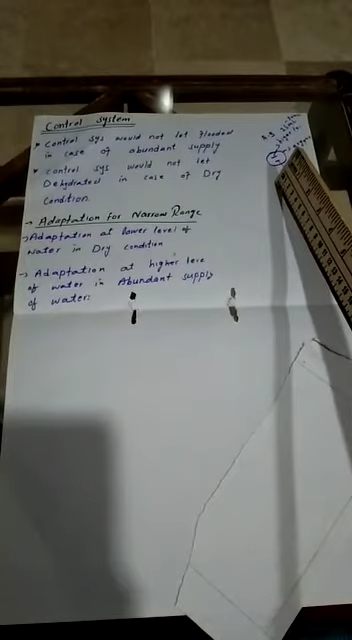 Control system
* Control sys would not let flooded
in case of abundant supply
* Control sys would not let
Dehydrated in case of Dry
Condition.
→ Adaptation for Narrow Range
→ Adaptation at lower level of
water in Dry condition
→ Adaptation at higher leve
of water in Abundant supply
of water: